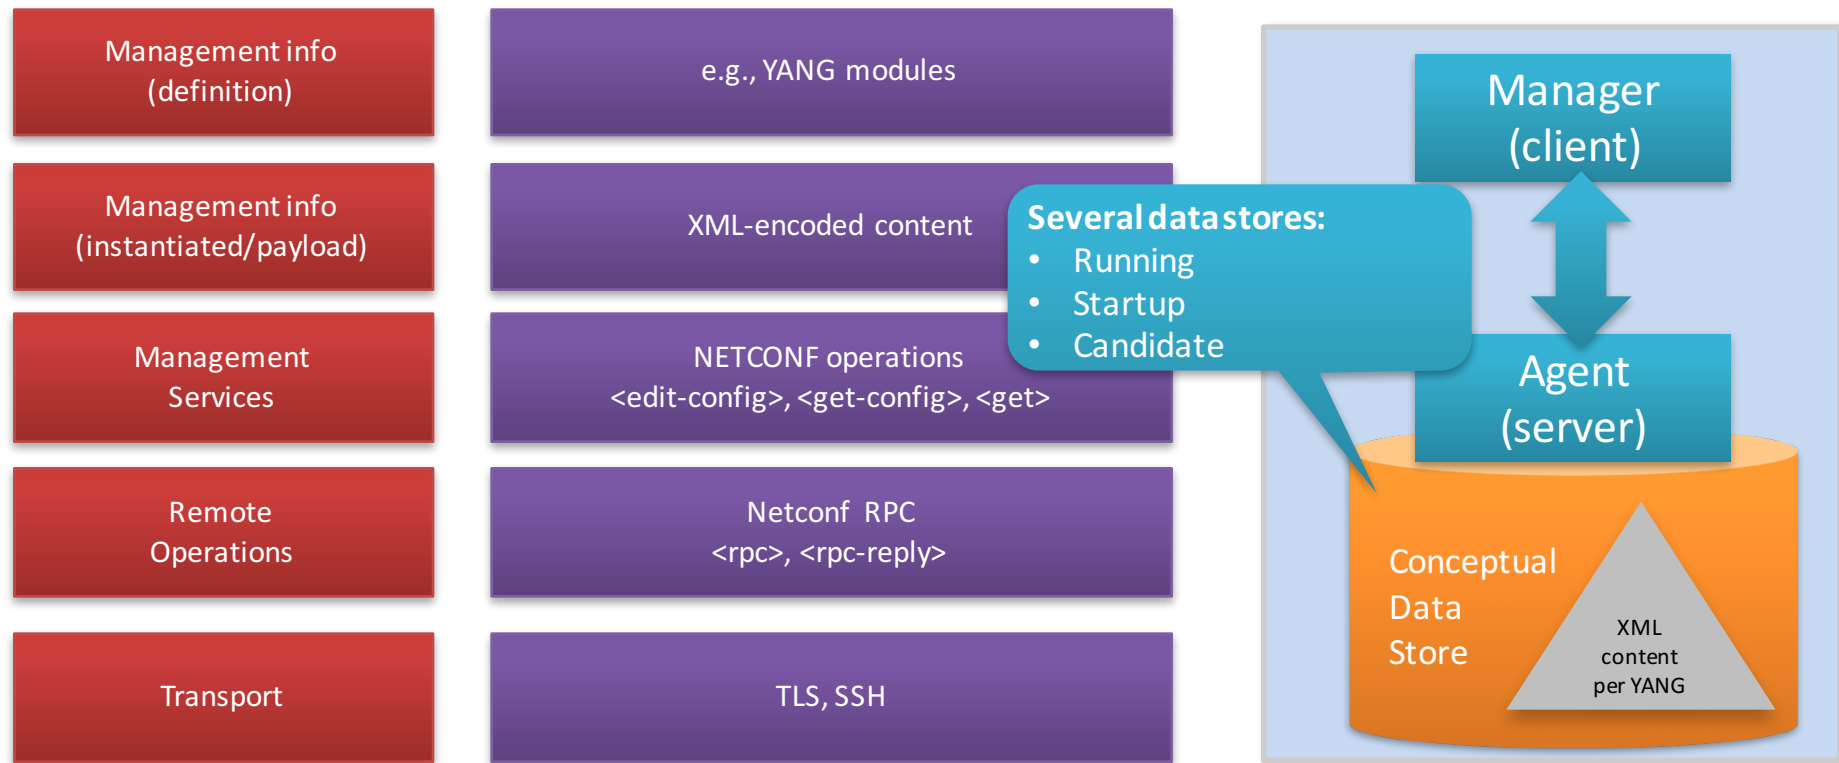 Management info
(definition)
e.g., YANG modules
Management info
(instantiated/payload)
XML-encoded content
Management
Services
NETCONF operations
<edit-config>, <get-config>, <get>
Remote
Operations
Netconf RPC
<rpc>, <rpc-reply>
Transport
TLS, SSH
Manager
(client)
Several datastores:
• Running
• Startup
• Candidate
Agent
(server)
Conceptual
Data
Store
XML
content
per YANG